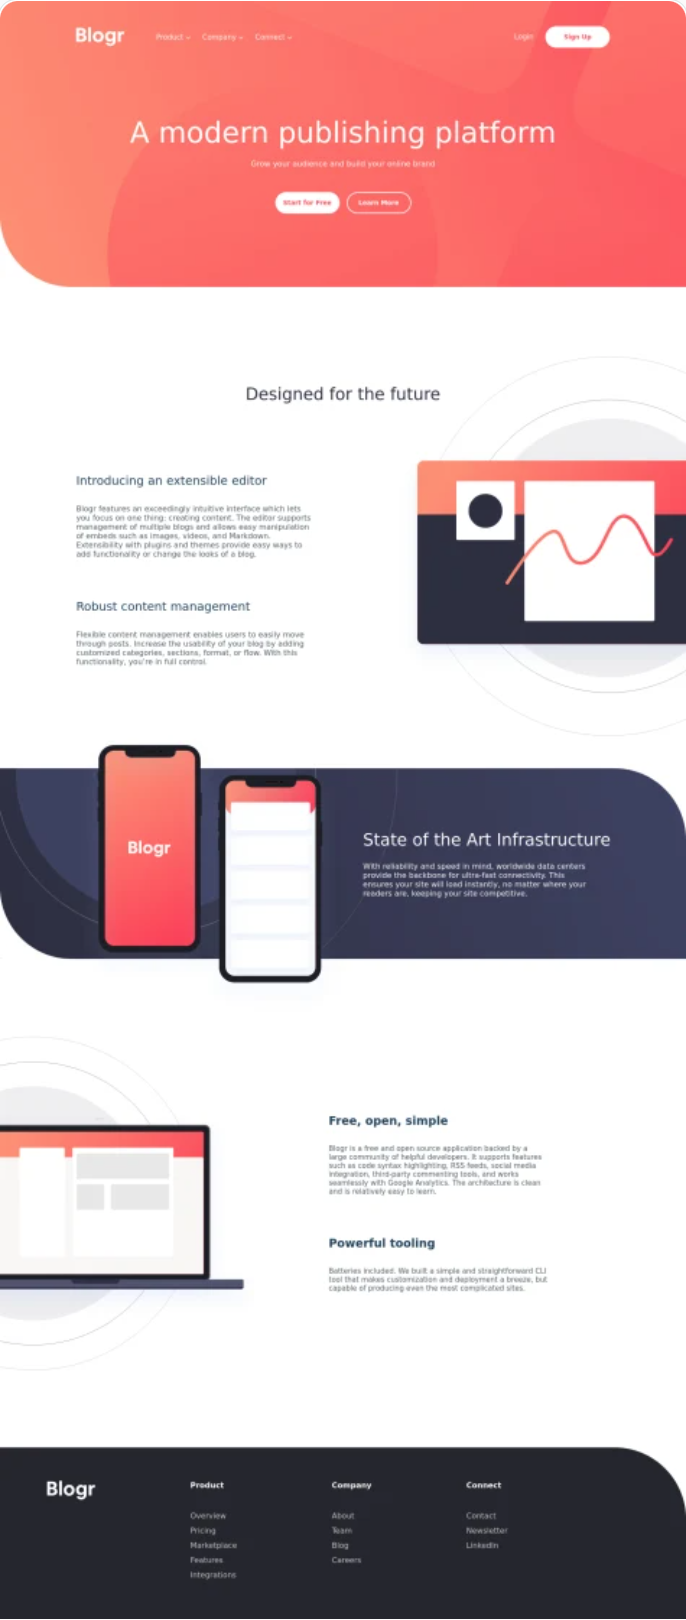 Blogr Product Company Connect Login Sign Up
A modern publishing platform
Grow your audience and build your online brand
Start for Free Learn More
Designed for the future
Introducing an extensible editor
Blogr features an exceedingly intuitive interface which lets
you focus on one thing: creating content. The editor supports
management of multiple blogs and allows easy manipulation
of embeds such as images, videos, and Markdown.
Extensibility with plugins and themes provide easy ways to
add functionality or change the looks of a blog.
Robust content management
Flexible content management enables users to easily move
through posts. Increase the usability of your blog by adding
customized categories, sections, format, or flow. With this
functionality, you're in full control.
Blogr
State of the Art Infrastructure
With reliability and speed in mind, worldwide data centers
provide the backbone for ultra-fast connectivity. This
ensures your site will load instantly, no matter where your
readers are, keeping your site competitive.
Free, open, simple
Blogr is a free and open source application backed by a
large community of helpful developers. It supports features
such as code syntax highlighting, RSS feeds, social media
integration, third-party commenting tools, and works
seamlessly with Google Analytics. The architecture is clean
and is relatively easy to learn.
Powerful tooling
Batteries included. We built a simple and straightforward CLI
tool that makes customization and deployment a breeze, but
capable of producing even the most complicated sites.
Blogr
Product
Overview
Pricing
Marketplace
Features
Integrations
Company
About
Team
Blog
Careers
Connect
Contact
Newsletter
LinkedIn